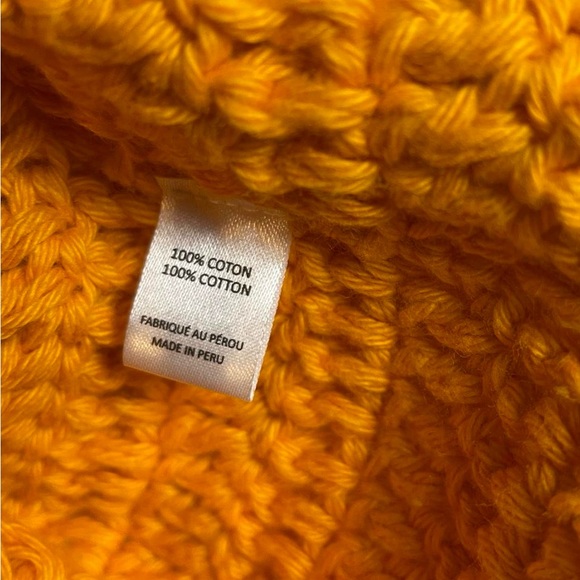 100% COTON
100% COTTON
FABRIQUÉ AU PÉROU
MADE IN PERU